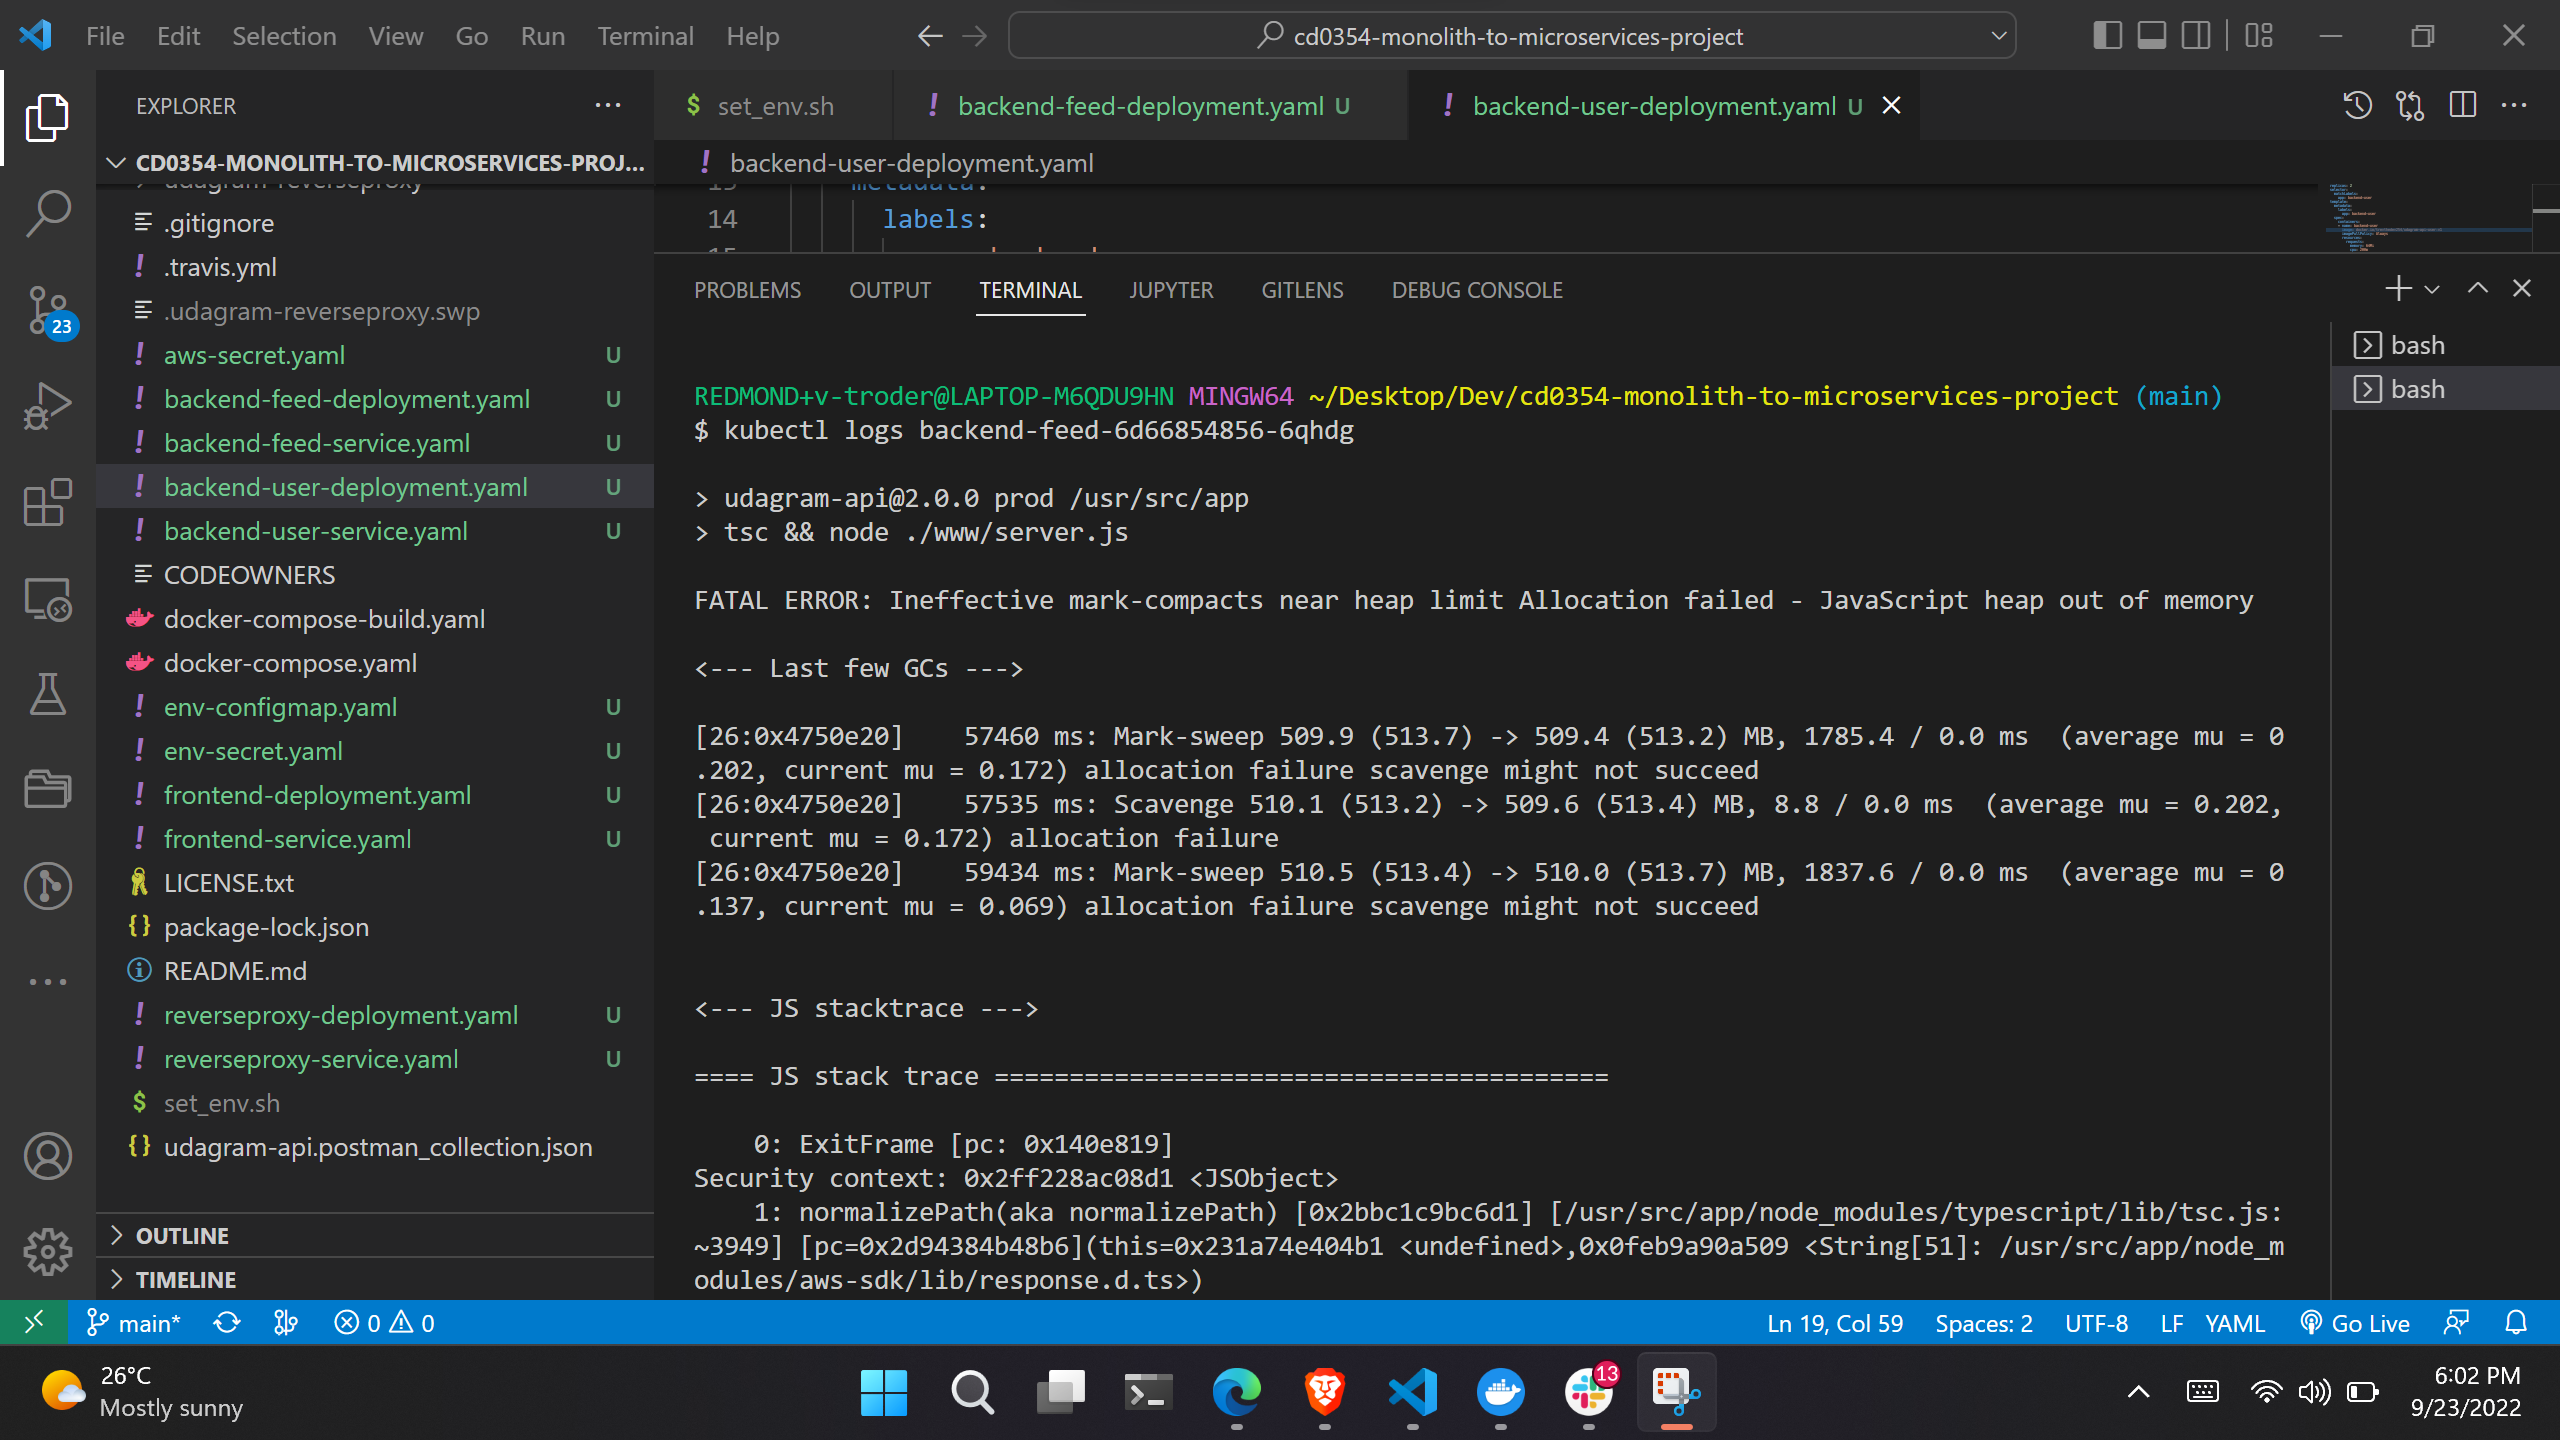 File Edit Selection View Go Run Terminal Help
cd0354-monolith-to-microservices-project
EXPLORER
set_env.sh
backend-feed-deployment.yaml U
backend-user-deployment.yaml U
CD0354-MONOLITH-TO-MICROSERVICES-PROJ...
backend-user-deployment.yaml
udagram-reverseproxy
metadata:
14 labels:
.gitignore
.travis.yml
.udagram-reverseproxy.swp
aws-secret.yaml U
backend-feed-deployment.yaml U
backend-feed-service.yaml U
backend-user-deployment.yaml U
backend-user-service.yaml U
CODEOWNERS
docker-compose-build.yaml
docker-compose.yaml
env-configmap.yaml U
env-secret.yaml U
frontend-deployment.yaml U
frontend-service.yaml U
LICENSE.txt
package-lock.json
README.md
reverseproxy-deployment.yaml U
reverseproxy-service.yaml U
set_env.sh
udagram-api.postman_collection.json
OUTLINE
TIMELINE
23
PROBLEMS OUTPUT TERMINAL JUPYTER GITLENS DEBUG CONSOLE
bash
bash
REDMOND+v-troder@LAPTOP-M6QDU9HN MINGW64 ~/Desktop/Dev/cd0354-monolith-to-microservices-project (main)
$ kubectl logs backend-feed-6d66854856-6qhdg
> udagram-api@2.0.0 prod /usr/src/app
> tsc && node ./www/server.js
FATAL ERROR: Ineffective mark-compacts near heap limit Allocation failed - JavaScript heap out of memory
<--- Last few GCs --->
[26:0x4750e20]    57460 ms: Mark-sweep 509.9 (513.7) -> 509.4 (513.2) MB, 1785.4 / 0.0 ms  (average mu = 0
.202, current mu = 0.172) allocation failure scavenge might not succeed
[26:0x4750e20]    57535 ms: Scavenge 510.1 (513.2) -> 509.6 (513.4) MB, 8.8 / 0.0 ms  (average mu = 0.202,
current mu = 0.172) allocation failure
[26:0x4750e20]    59434 ms: Mark-sweep 510.5 (513.4) -> 510.0 (513.7) MB, 1837.6 / 0.0 ms  (average mu = 0
.137, current mu = 0.069) allocation failure scavenge might not succeed
<--- JS stacktrace --->
==== JS stack trace =========================================
0: ExitFrame [pc: 0x140e819]
Security context: 0x2ff228ac08d1 <JSObject>
1: normalizePath(aka normalizePath) [0x2bbc1c9bc6d1] [/usr/src/app/node_modules/typescript/lib/tsc.js:
~3949] [pc=0x2d94384b48b6](this=0x231a74e404b1 <undefined>,0x0feb9a90a509 <String[51]: /usr/src/app/node_m
odules/aws-sdk/lib/response.d.ts>)
main* 0 0 Ln 19, Col 59 Spaces: 2 UTF-8 LF YAML Go Live
26°C
Mostly sunny
13
6:02 PM
9/23/2022